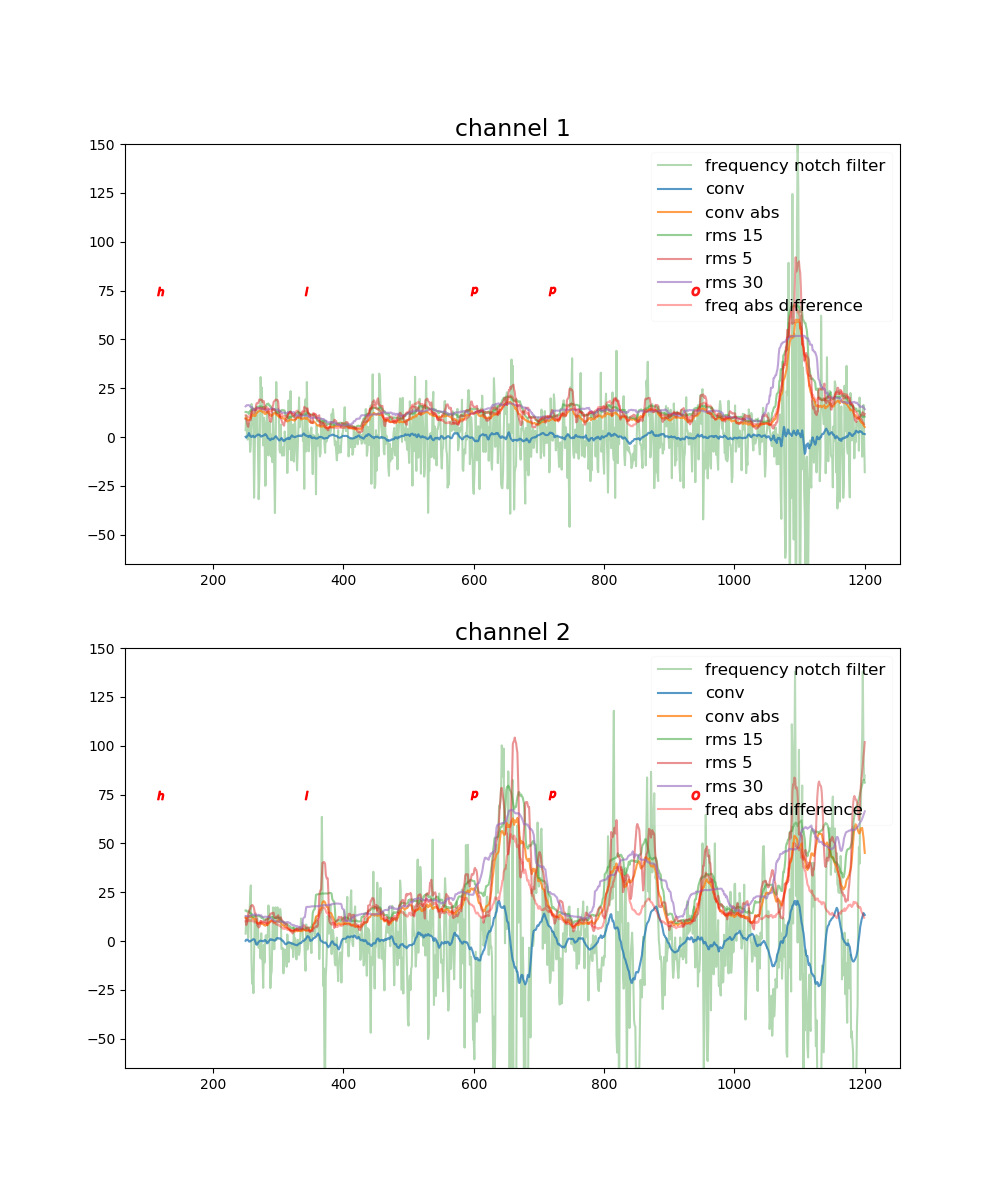 channel 1
150
125
100
75
50
25
0
−25
−50
frequency notch filter
conv
conv abs
rms 15
rms 5
rms 30
freq abs difference
h l p p O
200 400 600 800 1000 1200
channel 2
150
125
100
75
50
25
0
−25
−50
frequency notch filter
conv
conv abs
rms 15
rms 5
rms 30
freq abs difference
h l p p O
200 400 600 800 1000 1200